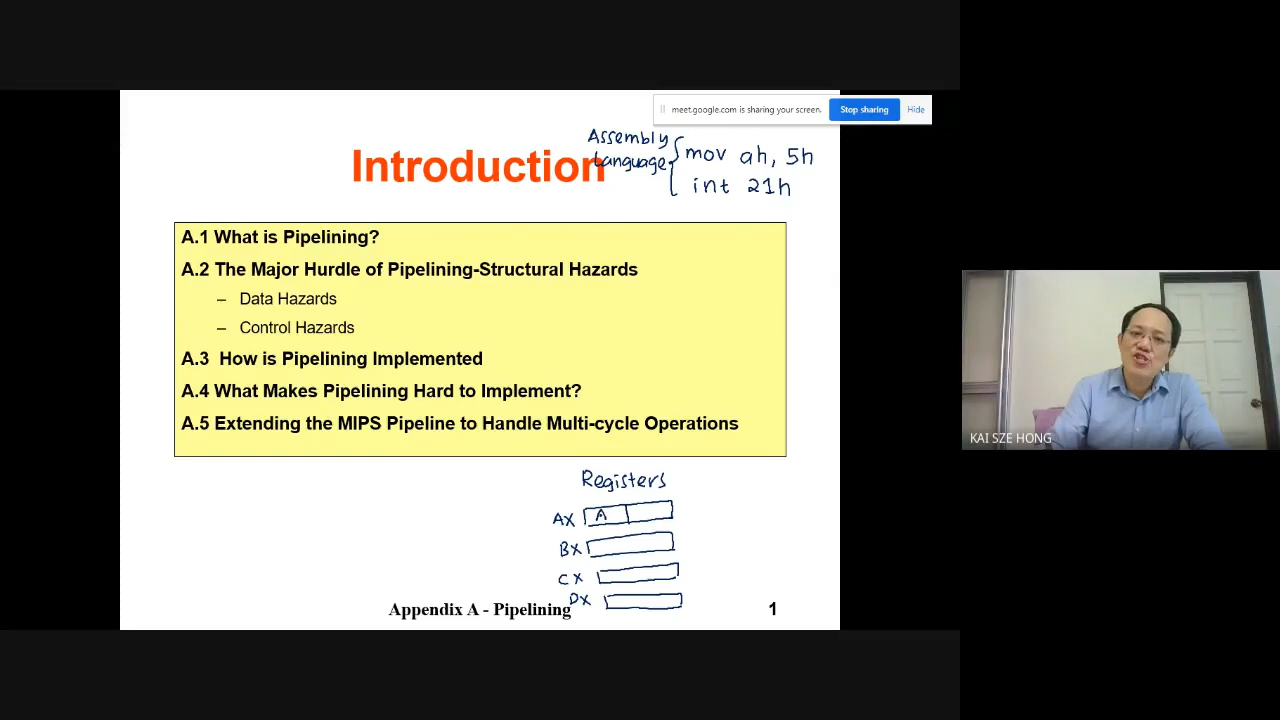 meet.google.com is sharing your screen.
Stop sharing
Hide
Assembly
Language
mov ah, 5h
int 21h
Introduction
A.1 What is Pipelining?
A.2 The Major Hurdle of Pipelining-Structural Hazards
– Data Hazards
– Control Hazards
A.3 How is Pipelining Implemented
A.4 What Makes Pipelining Hard to Implement?
A.5 Extending the MIPS Pipeline to Handle Multi-cycle Operations
KAI SZE HONG
Registers
AX A
BX
CX
DX
Appendix A - Pipelining
1